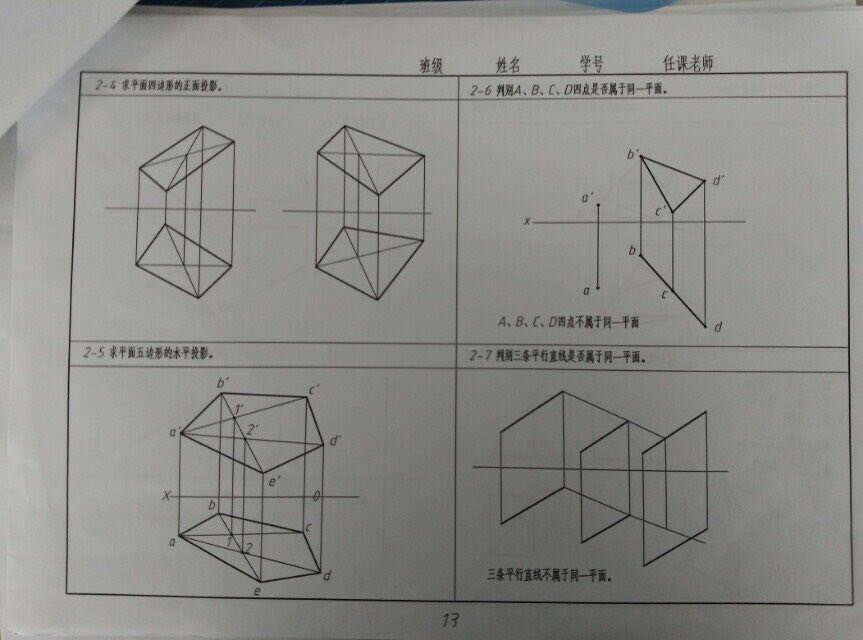 班级 姓名 学号 任课老师
2-4 求平面四边形的正面投影。
2-6 判别A、B、C、D四点是否属于同一平面。
b'
d'
a'
c'
x
b
a
c
d
A、B、C、D四点不属于同一平面
2-5 求平面五边形的水平投影。
2-7 判别三条平行直线是否属于同一平面。
b'
c'
1'
a'
2'
d'
e'
X
0
b
c
a
1
2
d
e
三条平行直线不属于同一平面。
13